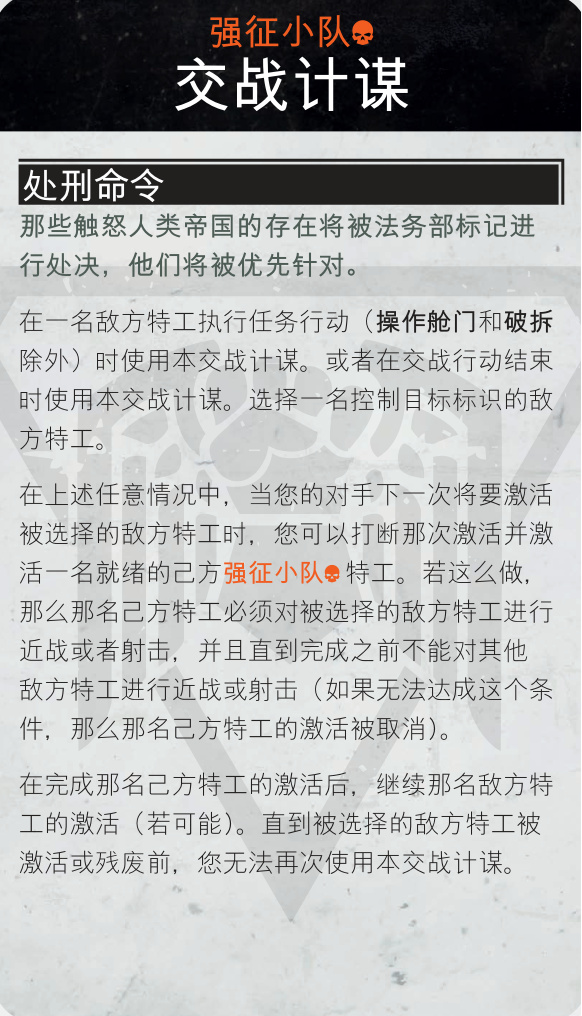 强征小队
交战计谋
处刑命令
那些触怒人类帝国的存在将被法务部标记进
行处决，他们将被优先针对。
在一名敌方特工执行任务行动（操作舱门和破拆
除外）时使用本交战计谋。或者在交战行动结束
时使用本交战计谋。选择一名控制目标标识的敌
方特工。
在上述任意情况中，当您的对手下一次将要激活
被选择的敌方特工时，您可以打断那次激活并激
活一名就绪的己方强征小队特工。若这么做，
那么那名己方特工必须对被选择的敌方特工进行
近战或者射击，并且直到完成之前不能对其他
敌方特工进行近战或射击（如果无法达成这个条
件，那么那名己方特工的激活被取消）。
在完成那名己方特工的激活后，继续那名敌方特
工的激活（若可能）。直到被选择的敌方特工被
激活或残废前，您无法再次使用本交战计谋。